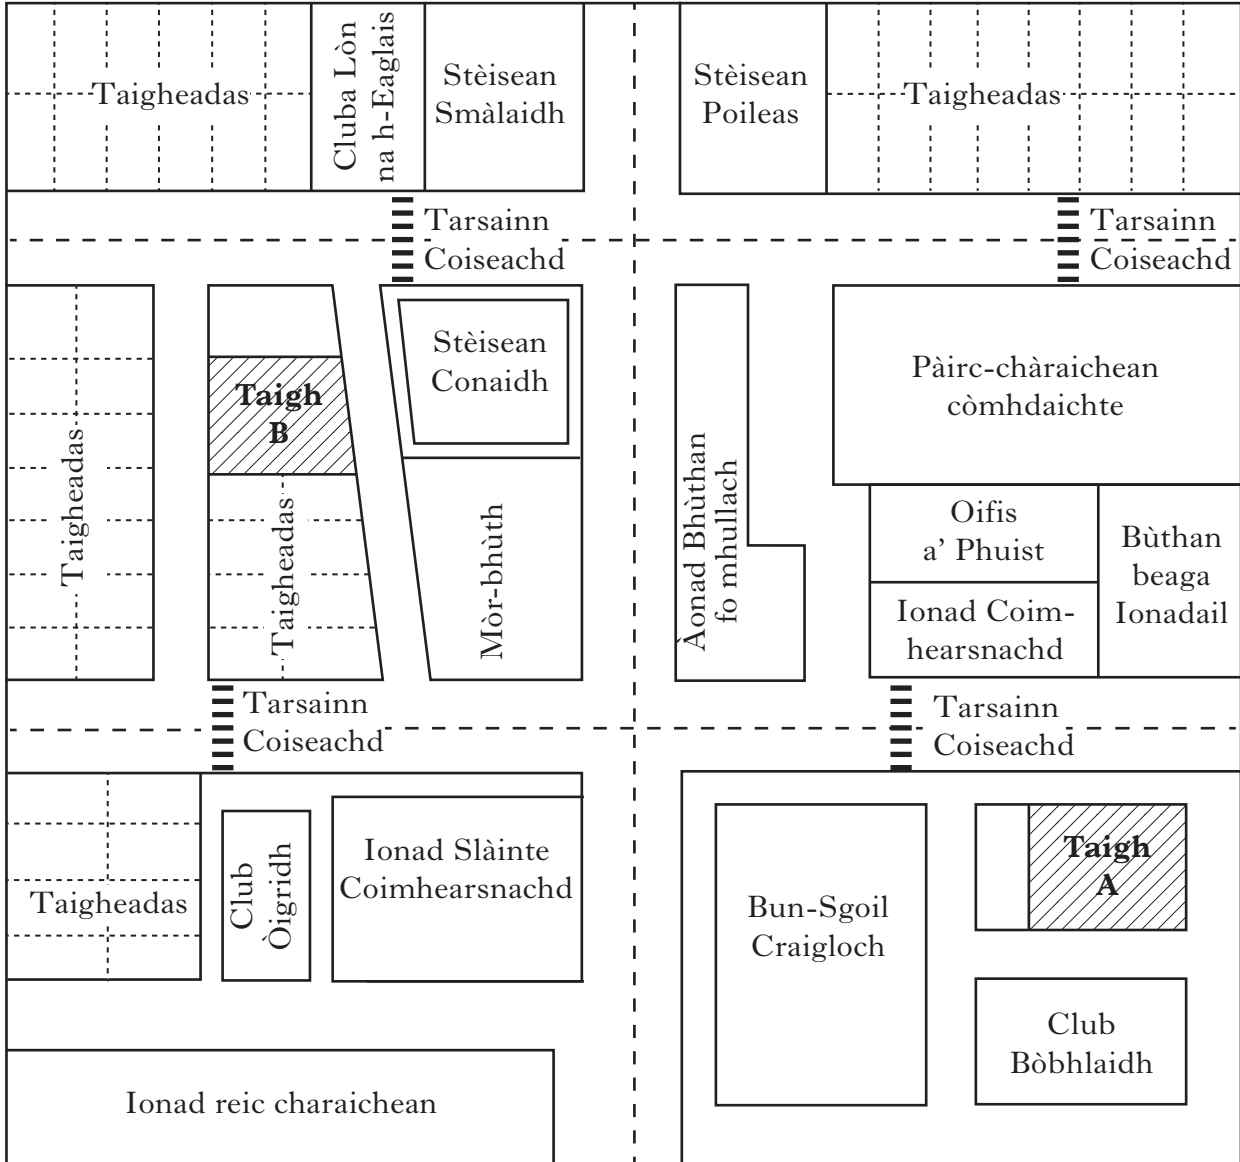 Taigheadas
Cluba Lòn
na h-Eaglais
Stèisean
Smàlaidh
Stèisean
Poileas
Taigheadas
Tarsainn
Coiseachd
Tarsainn
Coiseachd
Taigheadas
Taigh
B
Taigheadas
Stèisean
Conaidh
Mòr-bhùth
Àonad Bhùthan
fo mhullach
Pàirc-chàraichean
còmhdaichte
Oifis
a' Phuist
Ionad Coim-
hearsnachd
Bùthan
beaga
Ionadail
Tarsainn
Coiseachd
Tarsainn
Coiseachd
Taigheadas
Club
Òigridh
Ionad Slàinte
Coimhearsnachd
Bun-Sgoil
Craigloch
Taigh
A
Club
Bòbhlaidh
Ionad reic charaichean